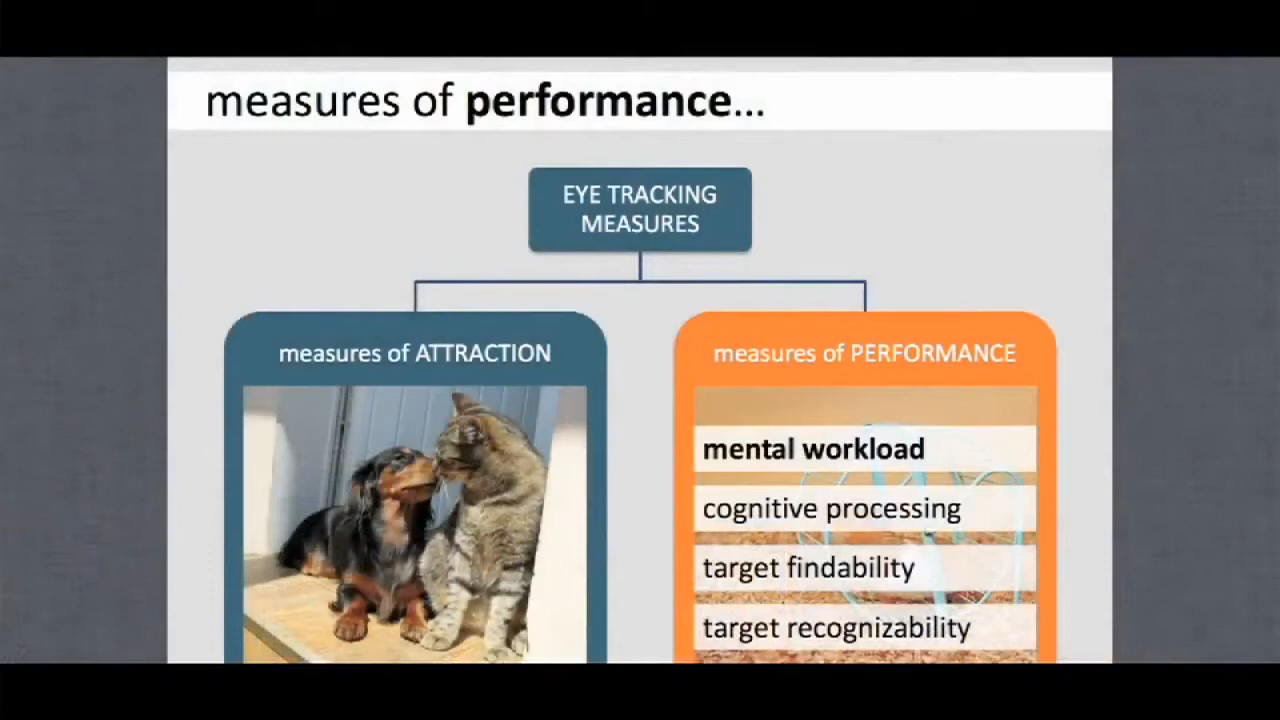 measures of performance...
EYE TRACKING
MEASURES
measures of ATTRACTION
measures of PERFORMANCE
mental workload
cognitive processing
target findability
target recognizability